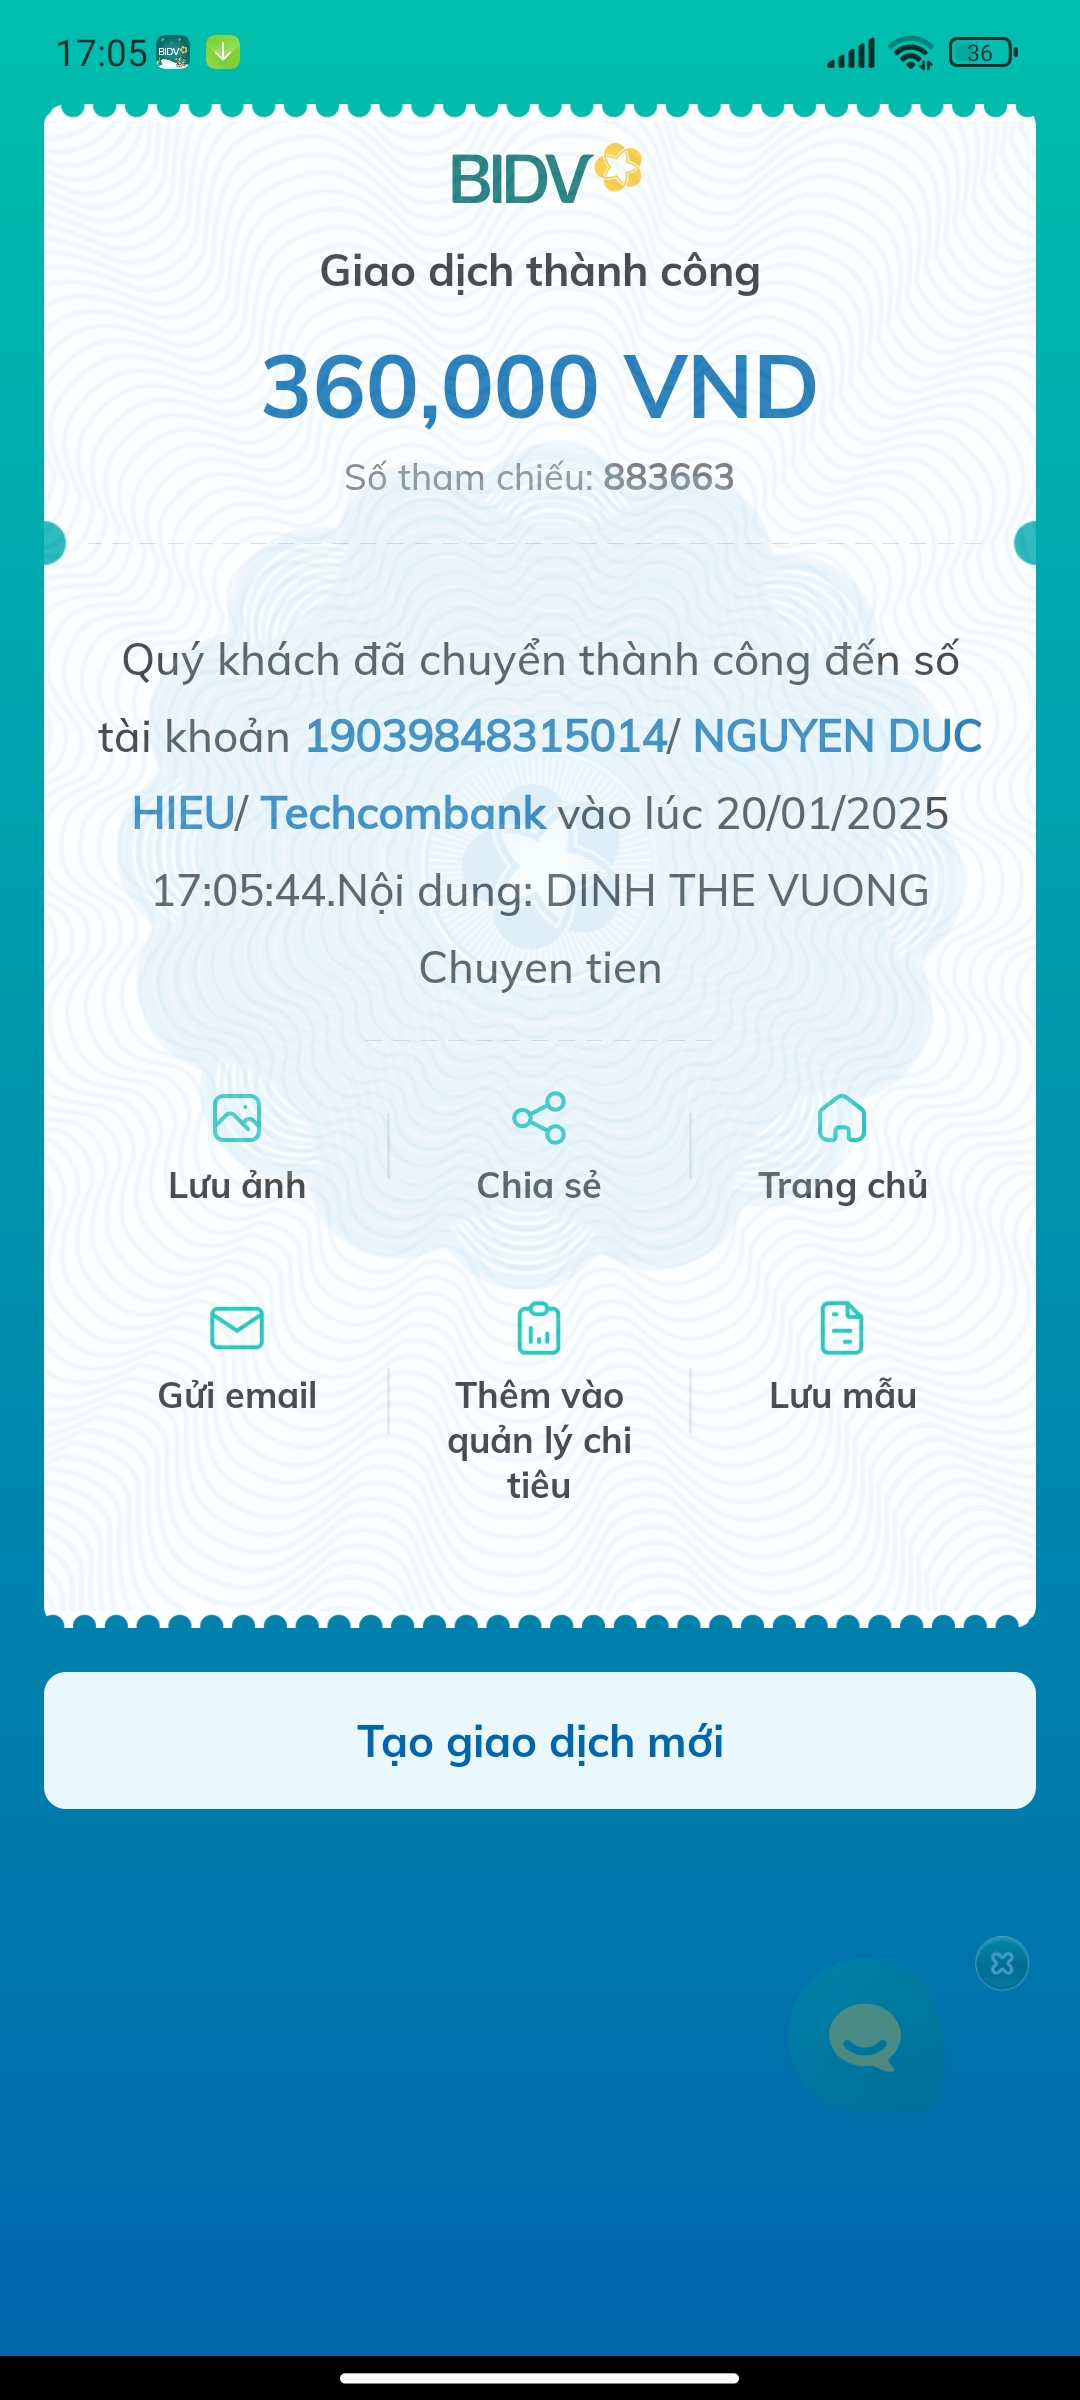 17:05 BIDV 36
BIDV
Giao dịch thành công
360,000 VND
Số tham chiếu: 883663
Quý khách đã chuyển thành công đến số
tài khoản 19039848315014/ NGUYEN DUC
HIEU/ Techcombank vào lúc 20/01/2025
17:05:44.Nội dung: DINH THE VUONG
Chuyen tien
Lưu ảnh Chia sẻ Trang chủ
Gửi email Thêm vào Lưu mẫu
quản lý chi
tiêu
Tạo giao dịch mới